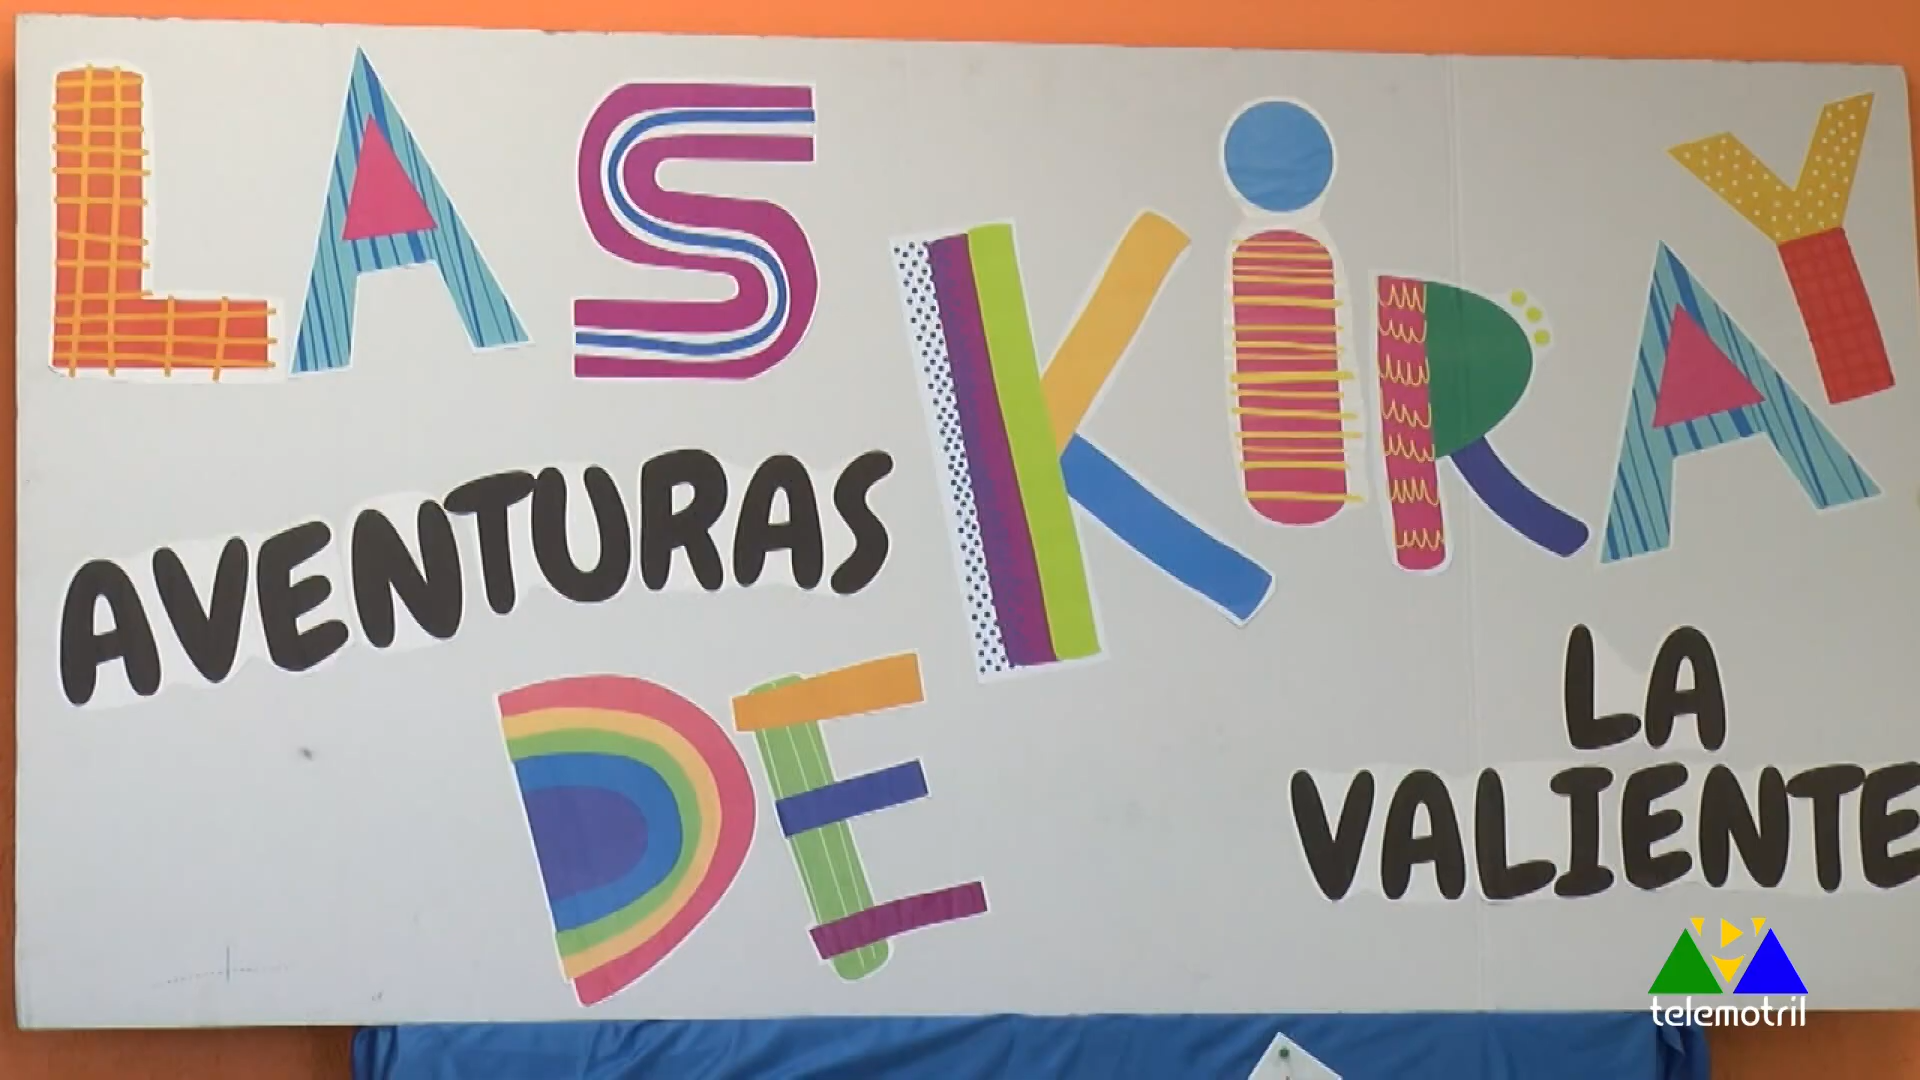 LAS
AVENTURAS
DE
KiRA Y
LA
VALIENTE
telemotril